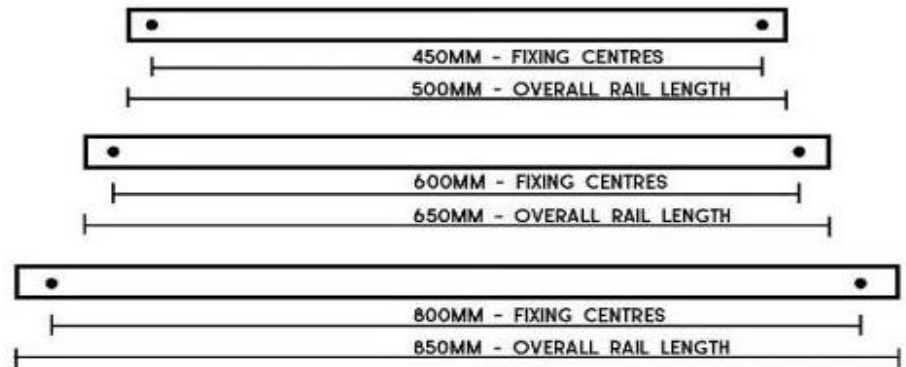 450MM - FIXING CENTRES
500MM - OVERALL RAIL LENGTH
600MM - FIXING CENTRES
650MM - OVERALL RAIL LENGTH
800MM - FIXING CENTRES
850MM - OVERALL RAIL LENGTH